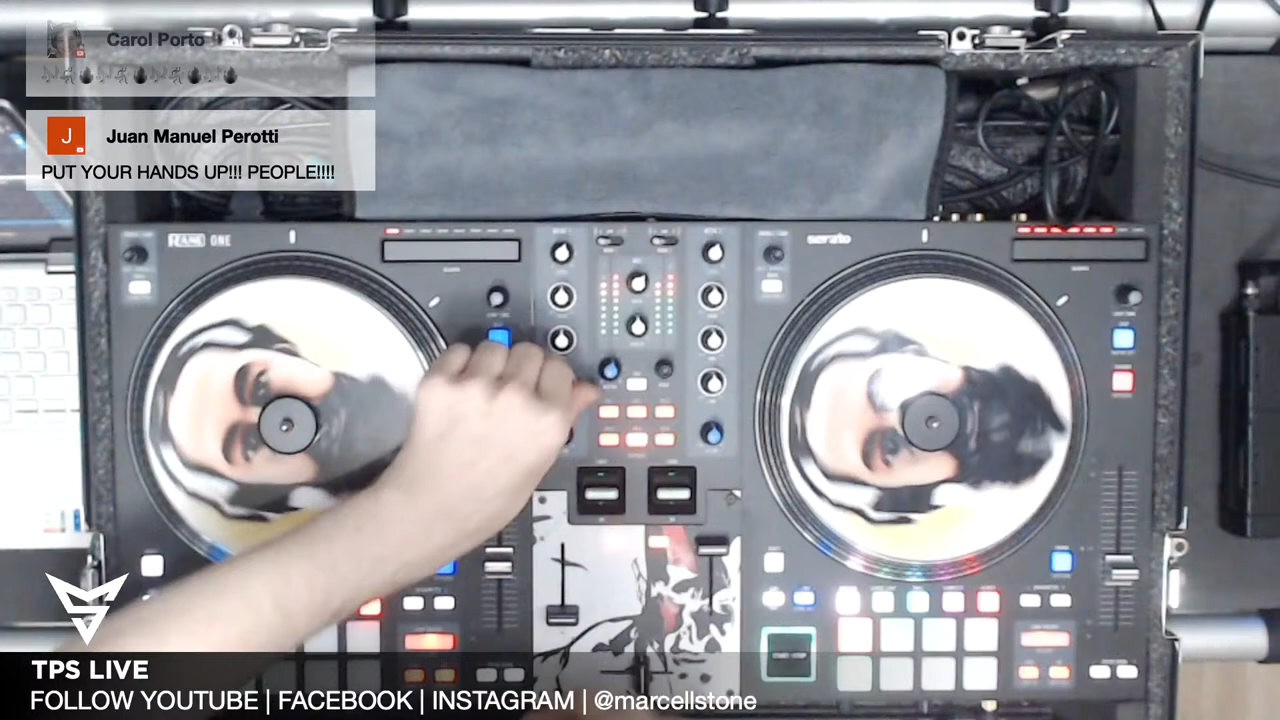 Carol Porto
J
Juan Manuel Perotti
PUT YOUR HANDS UP!!! PEOPLE!!!!
RANE ONE
serato
TPS LIVE
FOLLOW YOUTUBE | FACEBOOK | INSTAGRAM | @marcellstone